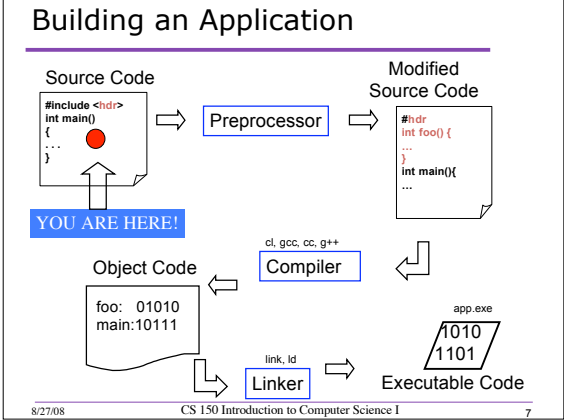 Building an Application
Source Code
#include <hdr>
int main()
{
. . .
}
YOU ARE HERE!
Preprocessor
Modified
Source Code
#hdr
int foo() {
…
}
int main(){
…
cl, gcc, cc, g++
Compiler
Object Code
foo: 01010
main:10111
link, ld
Linker
app.exe
1010
1101
Executable Code
8/27/08
CS 150 Introduction to Computer Science I
7